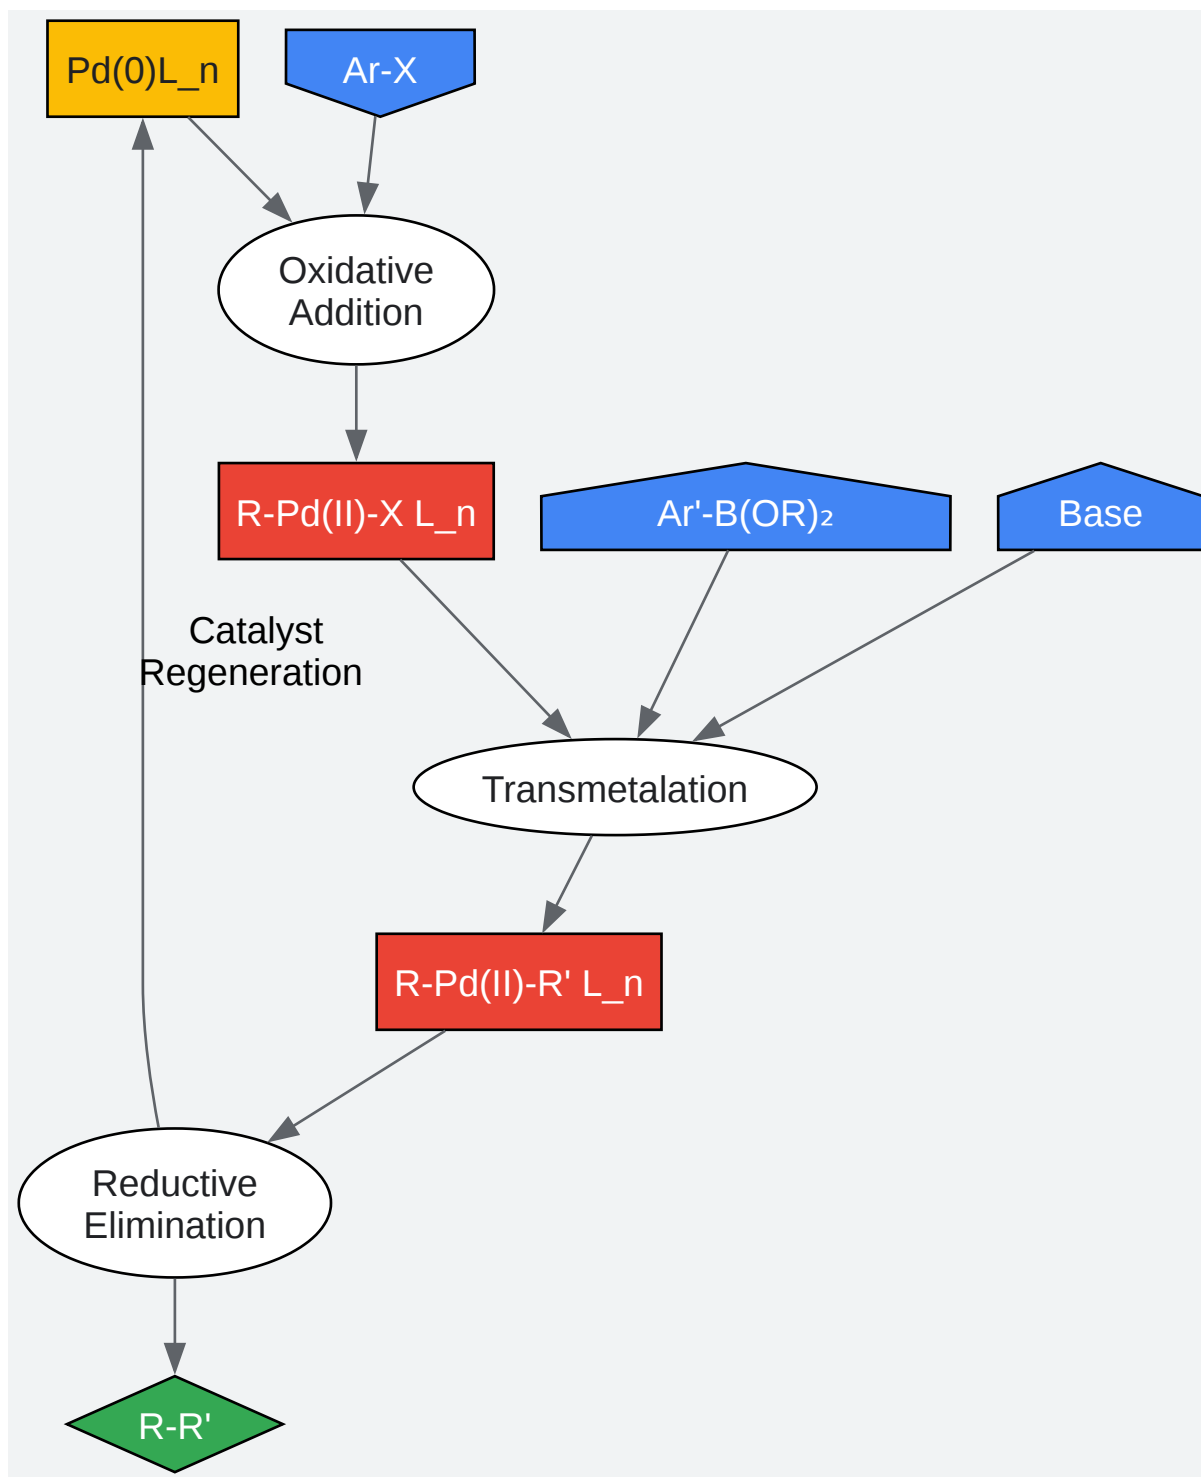 Pd(0)L_n
Ar-X
Oxidative
Addition
R-Pd(II)-X L_n
Ar'-B(OR)₂
Base
Catalyst
Regeneration
Transmetalation
R-Pd(II)-R' L_n
Reductive
Elimination
R-R'